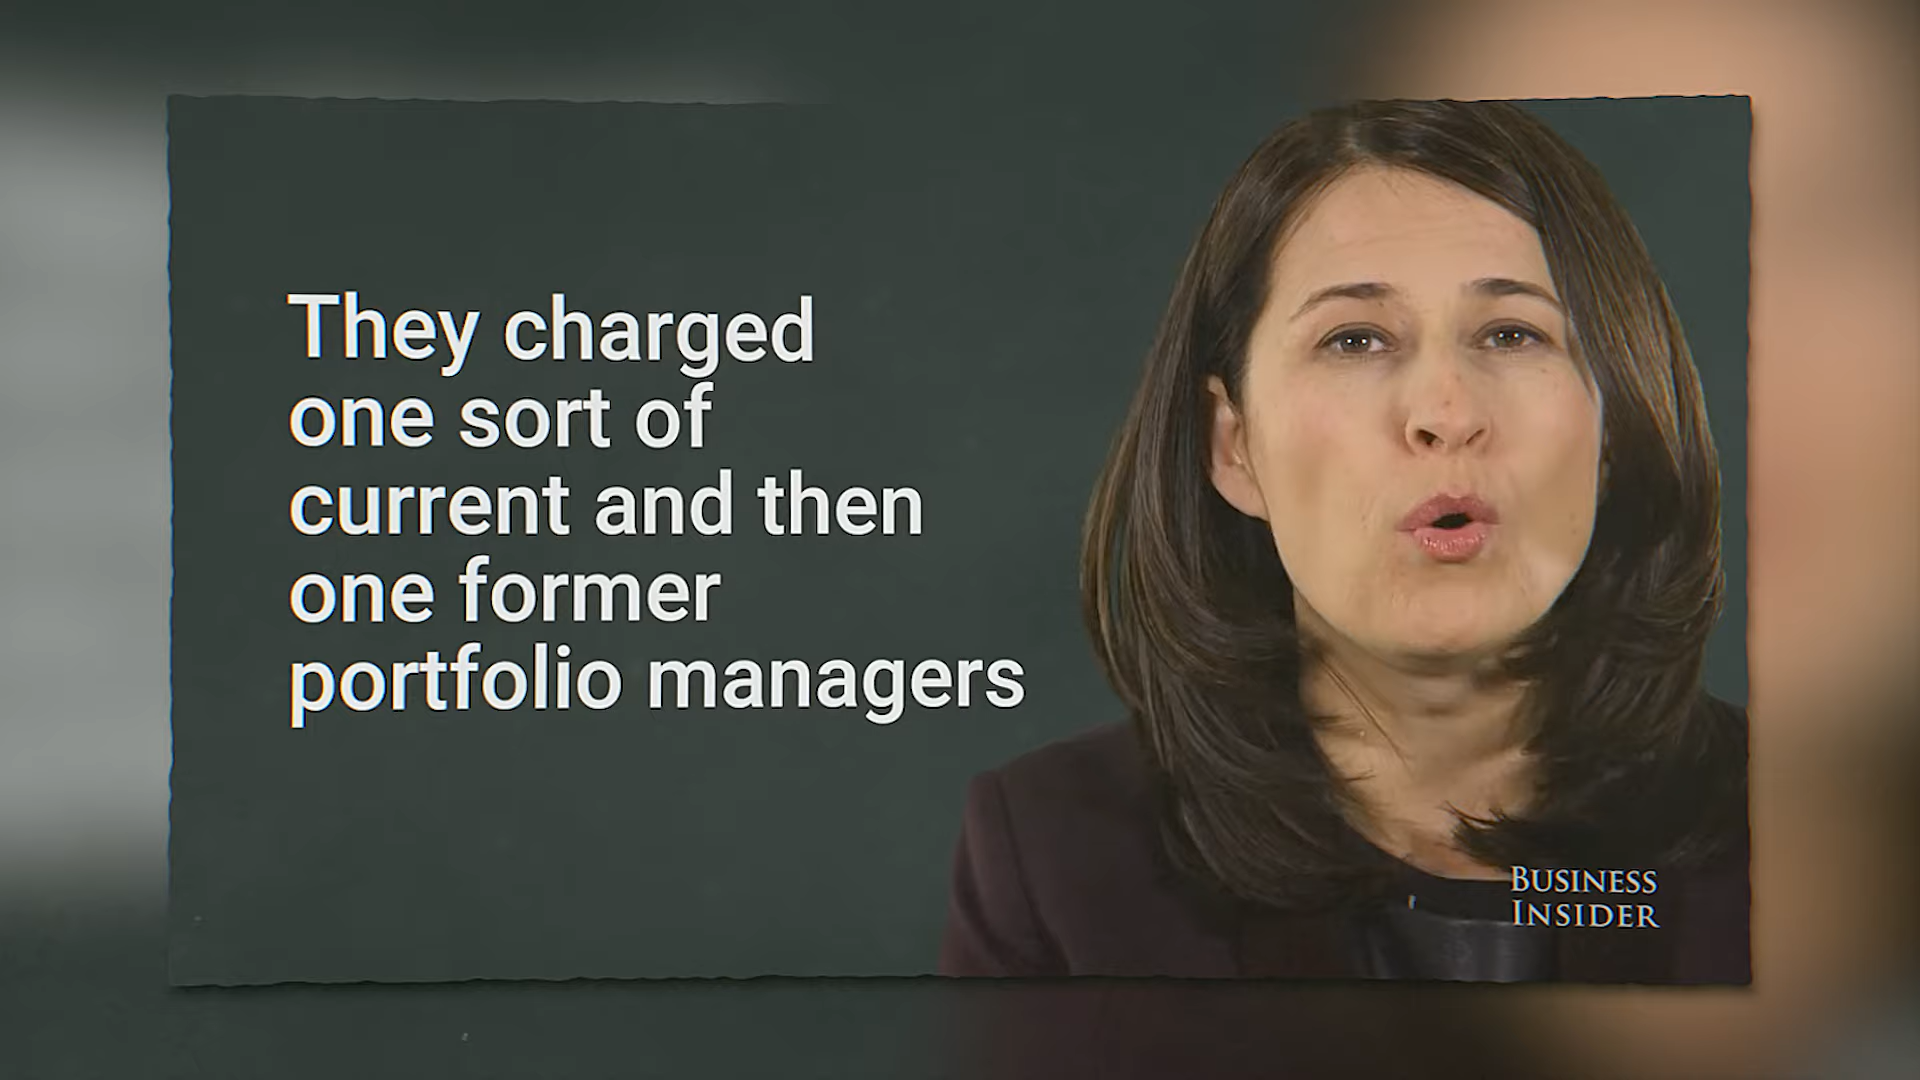 They charged
one sort of
current and then
one former
portfolio managers
BUSINESS
INSIDER